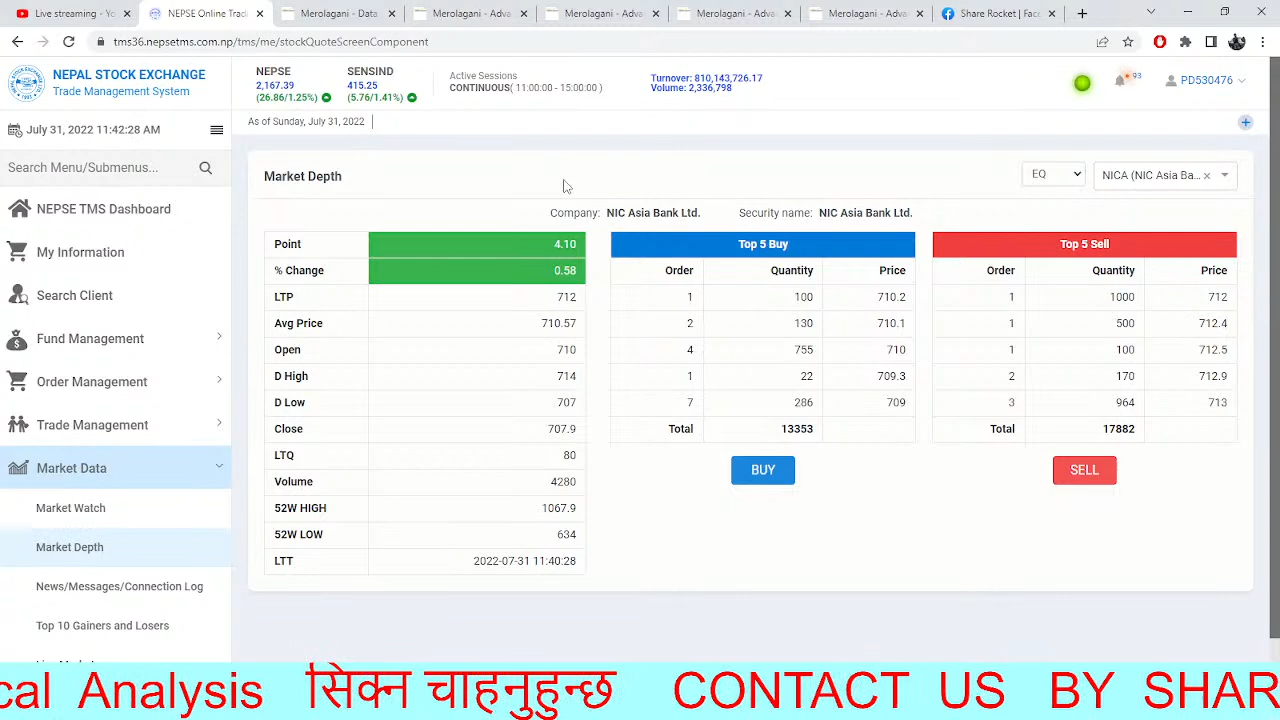 Live streaming - Yo
NEPSE Online Tradi
Merolagani - Data
Merolagani - Adva
Merolagani - Adva
Merolagani - Adva
Merolagani - Adva
Share Rocket | Face
tms36.nepsetms.com.np/tms/me/stockQuoteScreenComponent
NEPAL STOCK EXCHANGE
Trade Management System
NEPSE
2,167.39
(26.86/1.25%)
SENSIND
415.25
(5.76/1.41%)
Active Sessions
CONTINUOUS( 11:00:00 - 15:00:00 )
Turnover: 810,143,726.17
Volume: 2,336,798
93
PD530476
July 31, 2022 11:42:28 AM
As of Sunday, July 31, 2022
Search Menu/Submenus...
NEPSE TMS Dashboard
My Information
Search Client
Fund Management
Order Management
Trade Management
Market Data
Market Watch
Market Depth
News/Messages/Connection Log
Top 10 Gainers and Losers
Market Depth
EQ
NICA (NIC Asia Ba...
Company: NIC Asia Bank Ltd. Security name: NIC Asia Bank Ltd.
Point 4.10
% Change 0.58
LTP 712
Avg Price 710.57
Open 710
D High 714
D Low 707
Close 707.9
LTQ 80
Volume 4280
52W HIGH 1067.9
52W LOW 634
LTT 2022-07-31 11:40:28
Top 5 Buy
Order Quantity Price
1 100 710.2
2 130 710.1
4 755 710
1 22 709.3
7 286 709
Total 13353
BUY
Top 5 Sell
Order Quantity Price
1 1000 712
1 500 712.4
1 100 712.5
2 170 712.9
3 964 713
Total 17882
SELL
cal Analysis सिक्न चाहनुहुन्छ CONTACT US BY SHAR